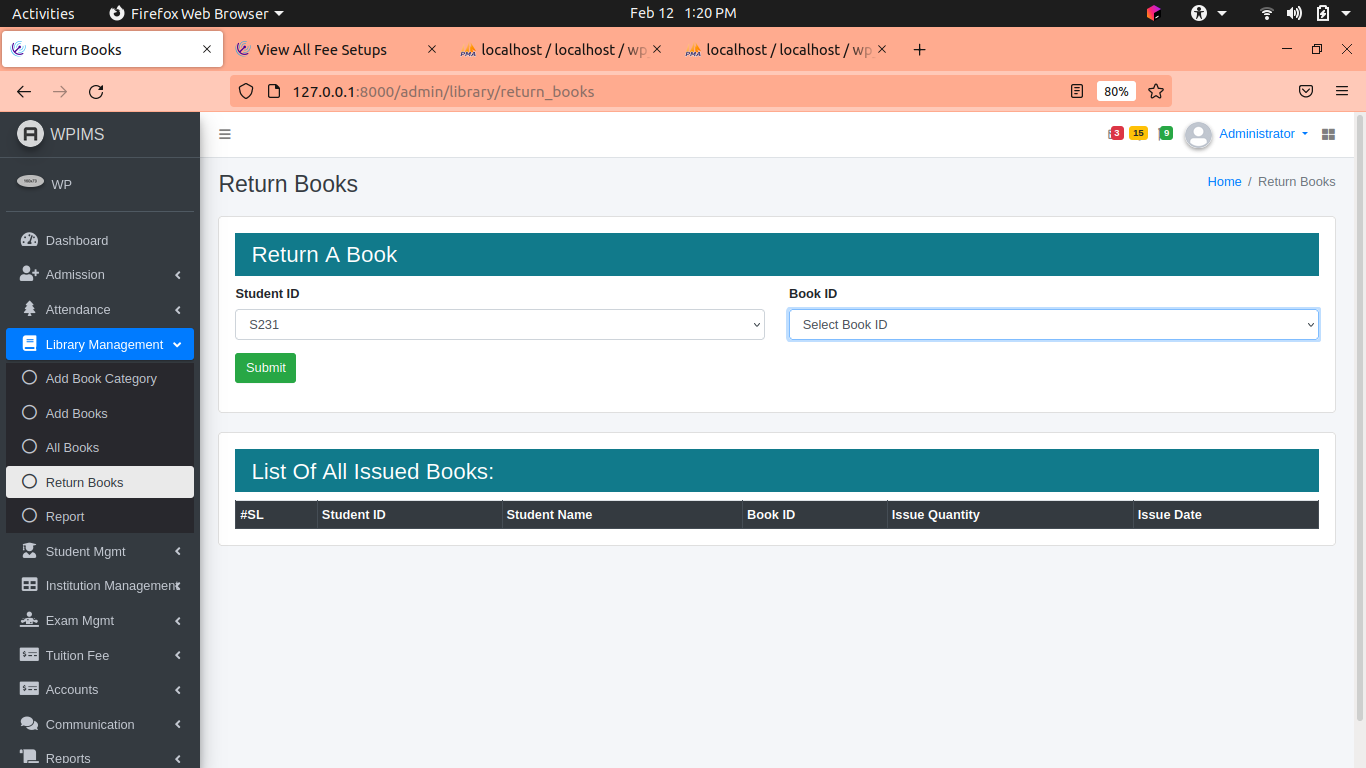 Activities Firefox Web Browser Feb 12 1:20 PM
Return Books View All Fee Setups localhost / localhost / wp localhost / localhost / wp
127.0.0.1:8000/admin/library/return_books 80%
WPIMS
3 15 9 Administrator
WP
Return Books
Home / Return Books
Dashboard
Admission
Attendance
Library Management
Add Book Category
Add Books
All Books
Return Books
Report
Student Mgmt
Institution Management
Exam Mgmt
Tuition Fee
Accounts
Communication
Reports
Return A Book
Student ID Book ID
S231 Select Book ID
Submit
List Of All Issued Books:
#SL Student ID Student Name Book ID Issue Quantity Issue Date